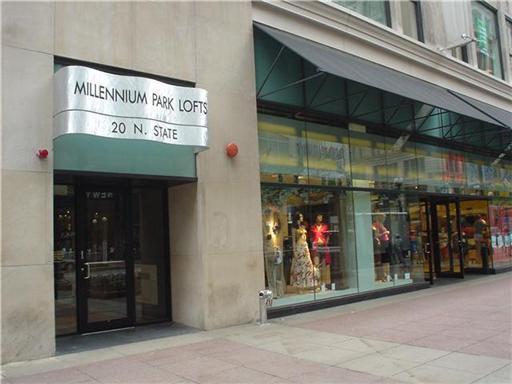 MILLENNIUM PARK LOFTS
20 N. STATE